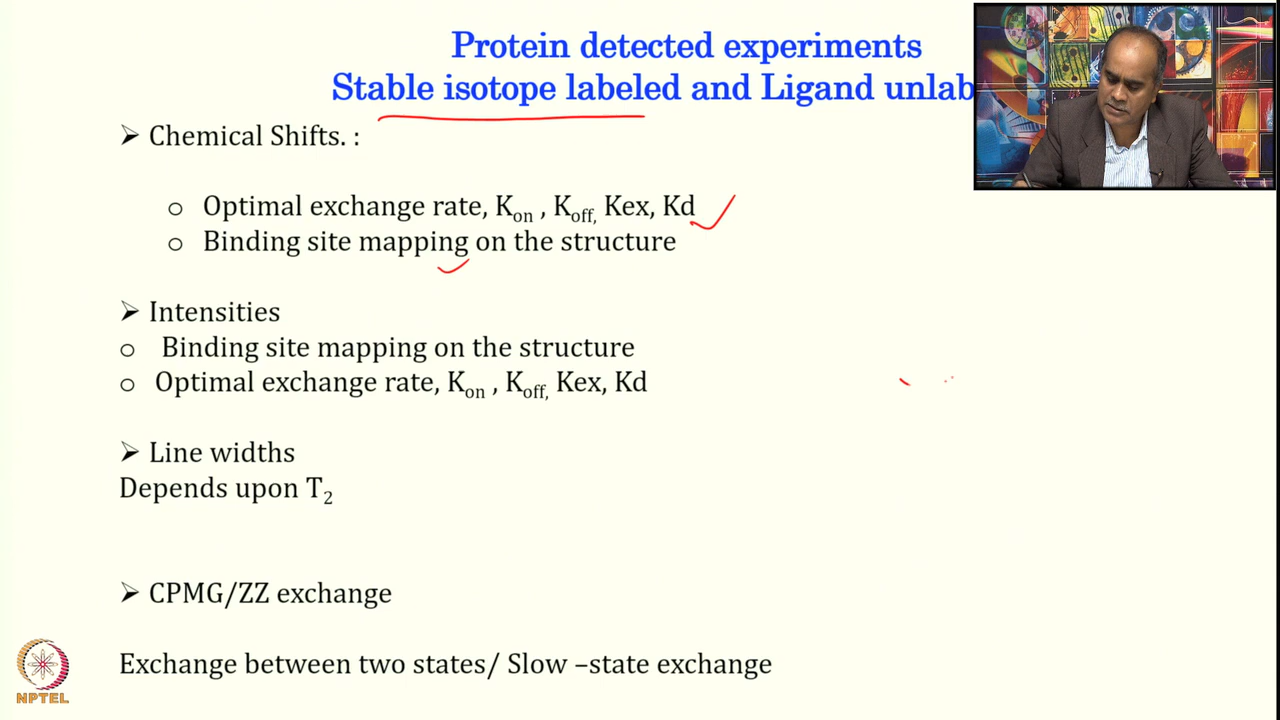 Protein detected experiments
Stable isotope labeled and Ligand unlab
➢ Chemical Shifts. :
o Optimal exchange rate, Kon , Koff, Kex, Kd
o Binding site mapping on the structure
➢ Intensities
o Binding site mapping on the structure
o Optimal exchange rate, Kon , Koff, Kex, Kd
➢ Line widths
Depends upon T2
➢ CPMG/ZZ exchange
Exchange between two states/ Slow –state exchange
NPTEL